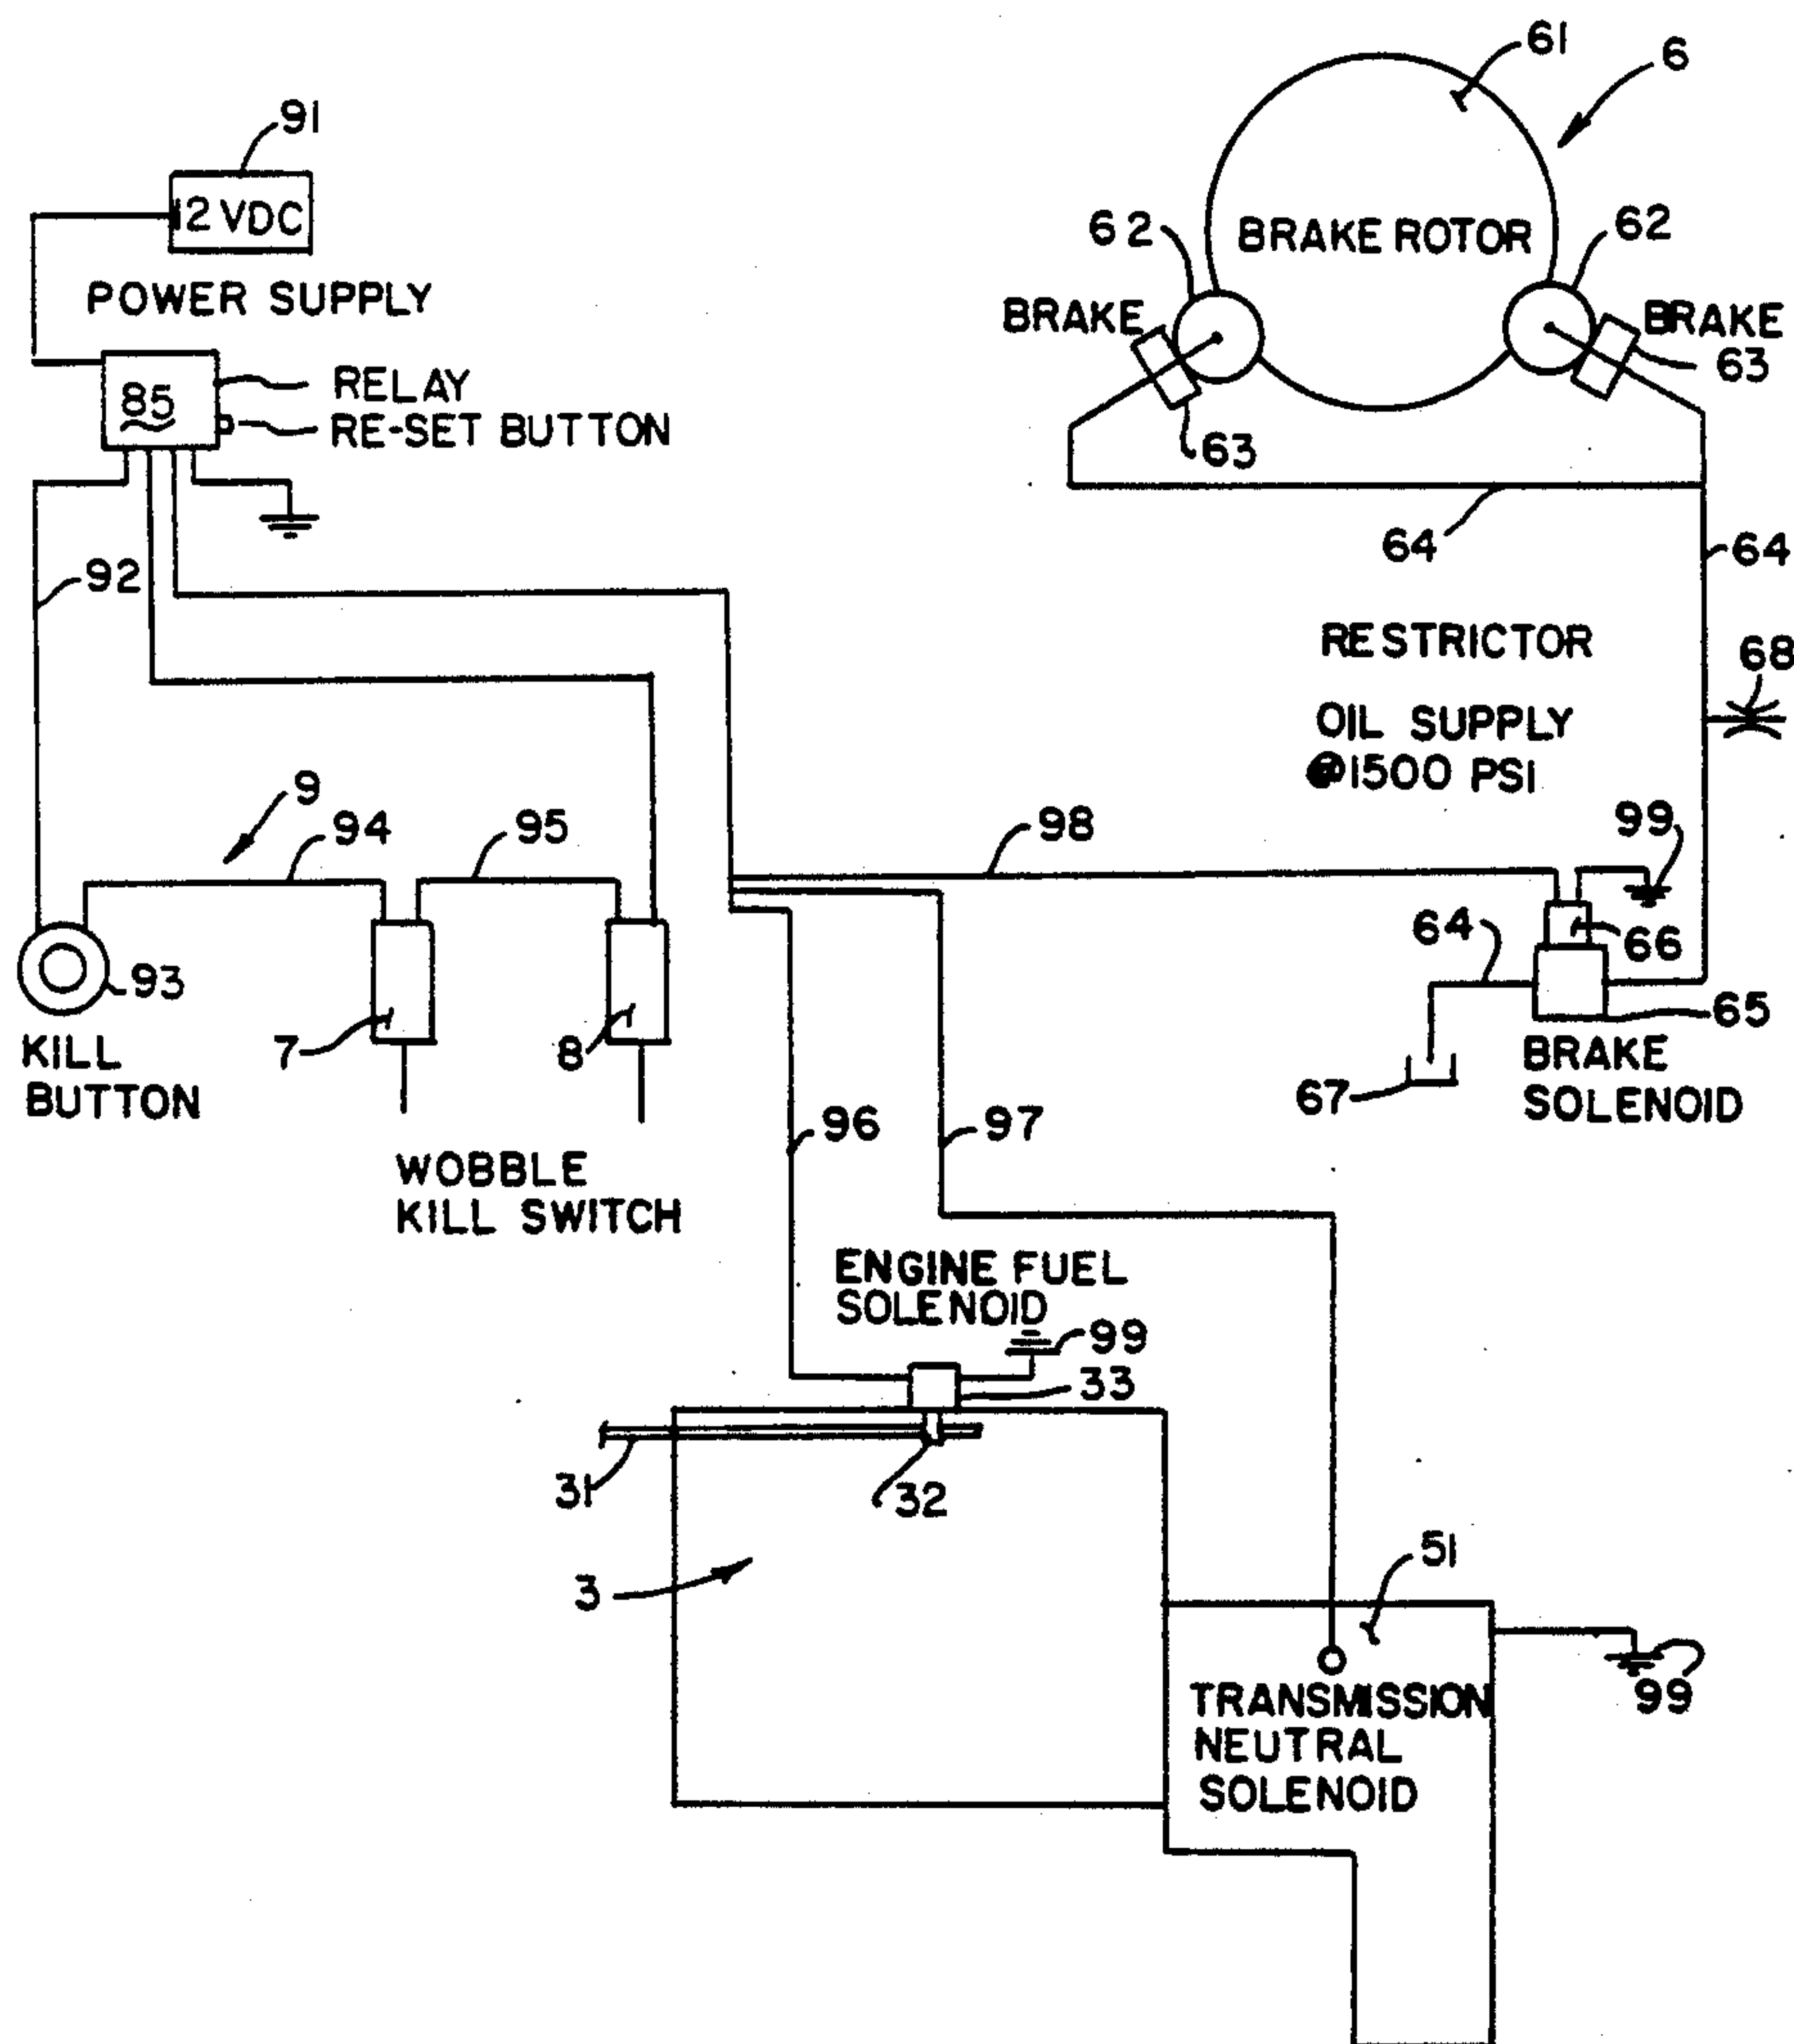 61
6
91
12 VDC
62
BRAKE ROTOR
62
POWER SUPPLY
BRAKE
BRAKE
63
85
RELAY
RE-SET BUTTON
63
64
64
92
RESTRICTOR
68
OIL SUPPLY
@1500 PSI
9
94
95
98
99
64
66
93
7
8
65
KILL
BUTTON
BRAKE
SOLENOID
67
96
97
WOBBLE
KILL SWITCH
ENGINE FUEL
SOLENOID
99
33
31
32
51
3
TRANSMISSION
NEUTRAL
SOLENOID
99